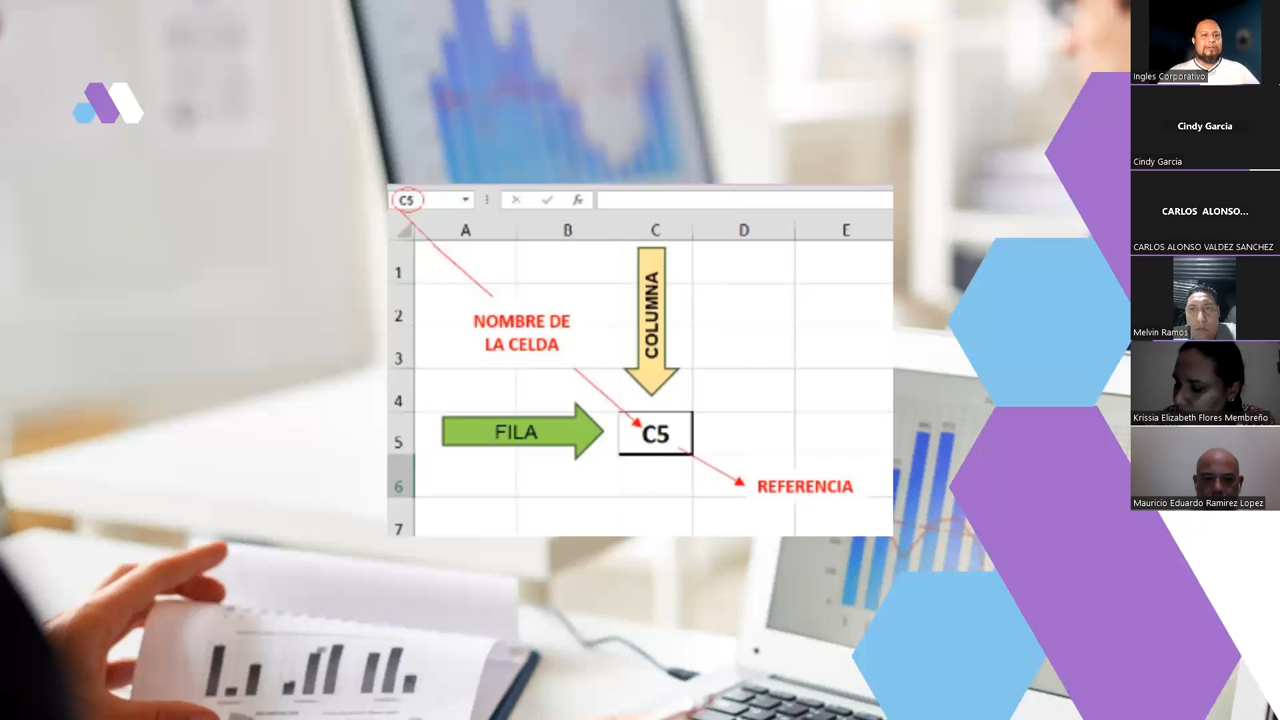 C5
fx
A B C D E
1
2
3
4
5
6
7
COLUMNA
NOMBRE DE
LA CELDA
FILA
C5
REFERENCIA
Ingles Corporativo
Cindy Garcia
Cindy Garcia
CARLOS ALONSO...
CARLOS ALONSO VALDEZ SANCHEZ
Melvin Ramos
Krissia Elizabeth Flores Membreño
Mauricio Eduardo Ramirez Lopez